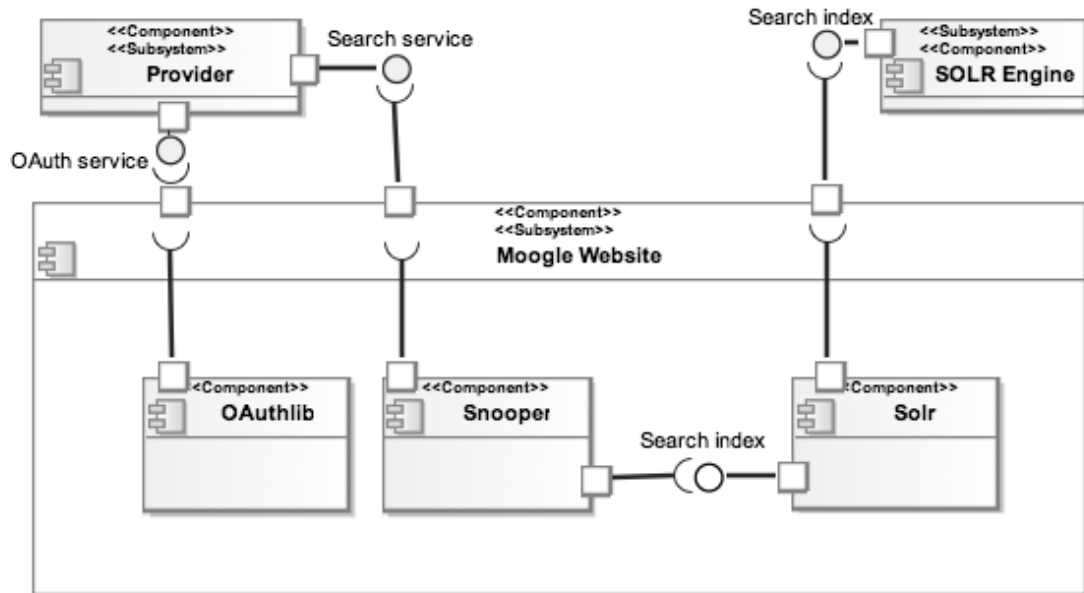 <<Component>>
<<Subsystem>>
Provider
Search service
Search index
<<Subsystem>>
<<Component>>
SOLR Engine
OAuth service
<<Component>>
<<Subsystem>>
Moogle Website
<<Component>>
OAuthlib
<<Component>>
Snooper
<<Component>>
Solr
Search index